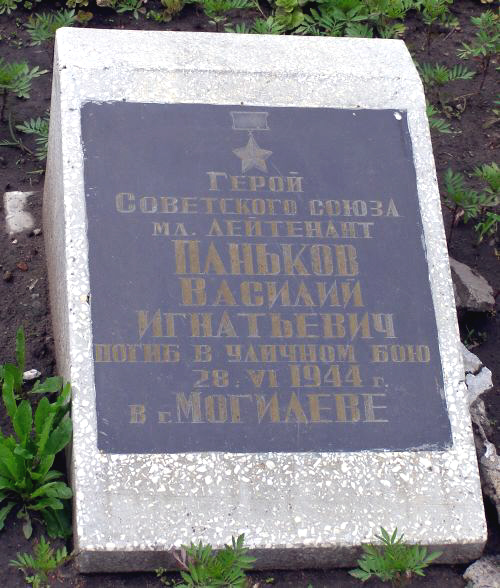 Герой
Советского союза
мл. лейтенант
Паньков
Василий
Игнатьевич
погиб в уличном бою
28. VI 1944 г.
в г. Могилеве